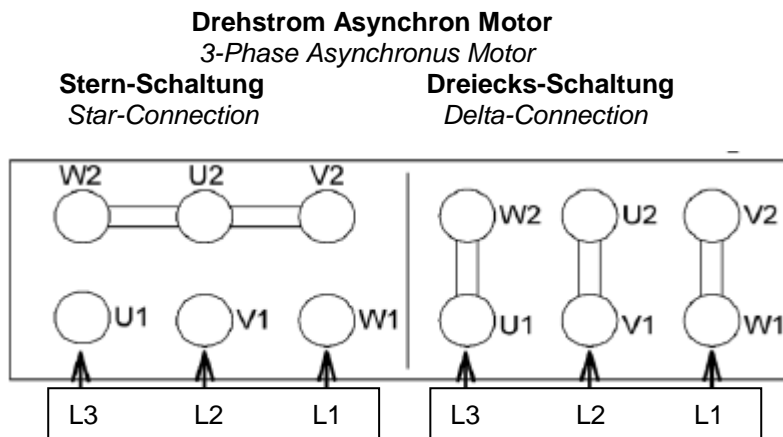 Drehstrom Asynchron Motor
3-Phase Asynchronus Motor
Stern-Schaltung Dreiecks-Schaltung
Star-Connection Delta-Connection
W2 U2 V2
W2 U2 V2
U1 V1 W1
U1 V1 W1
L3 L2 L1 L3 L2 L1